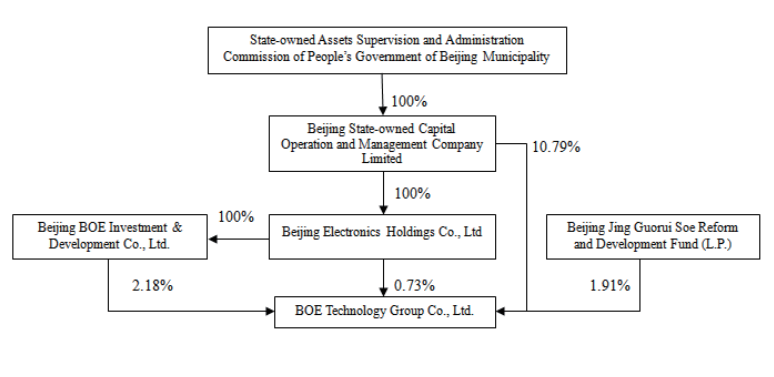 State-owned Assets Supervision and Administration
Commission of People's Government of Beijing Municipality
100%
Beijing State-owned Capital
Operation and Management Company
Limited
10.79%
100%
Beijing BOE Investment &
Development Co., Ltd.
100%
Beijing Electronics Holdings Co., Ltd
Beijing Jing Guorui Soe Reform
and Development Fund (L.P.)
2.18%
0.73%
1.91%
BOE Technology Group Co., Ltd.